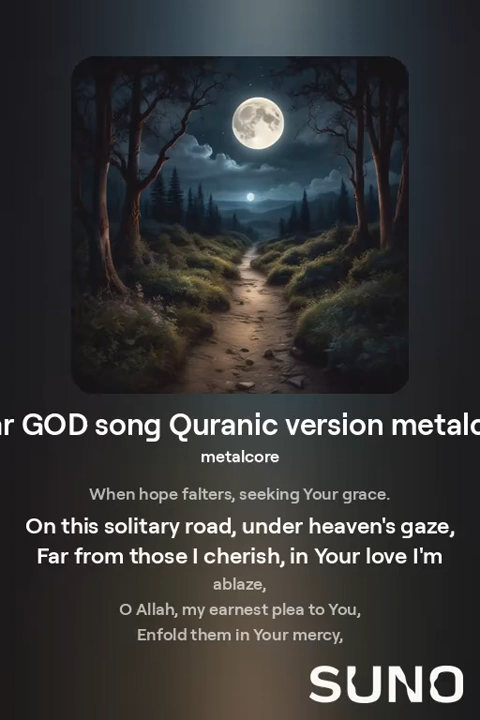 GOD song Quranic version
metalcore
When hope falters, seeking Your grace.
On this solitary road, under heaven's gaze,
Far from those I cherish, in Your love I'm
ablaze,
O Allah, my earnest plea to You,
Enfold them in Your mercy,
SUNO